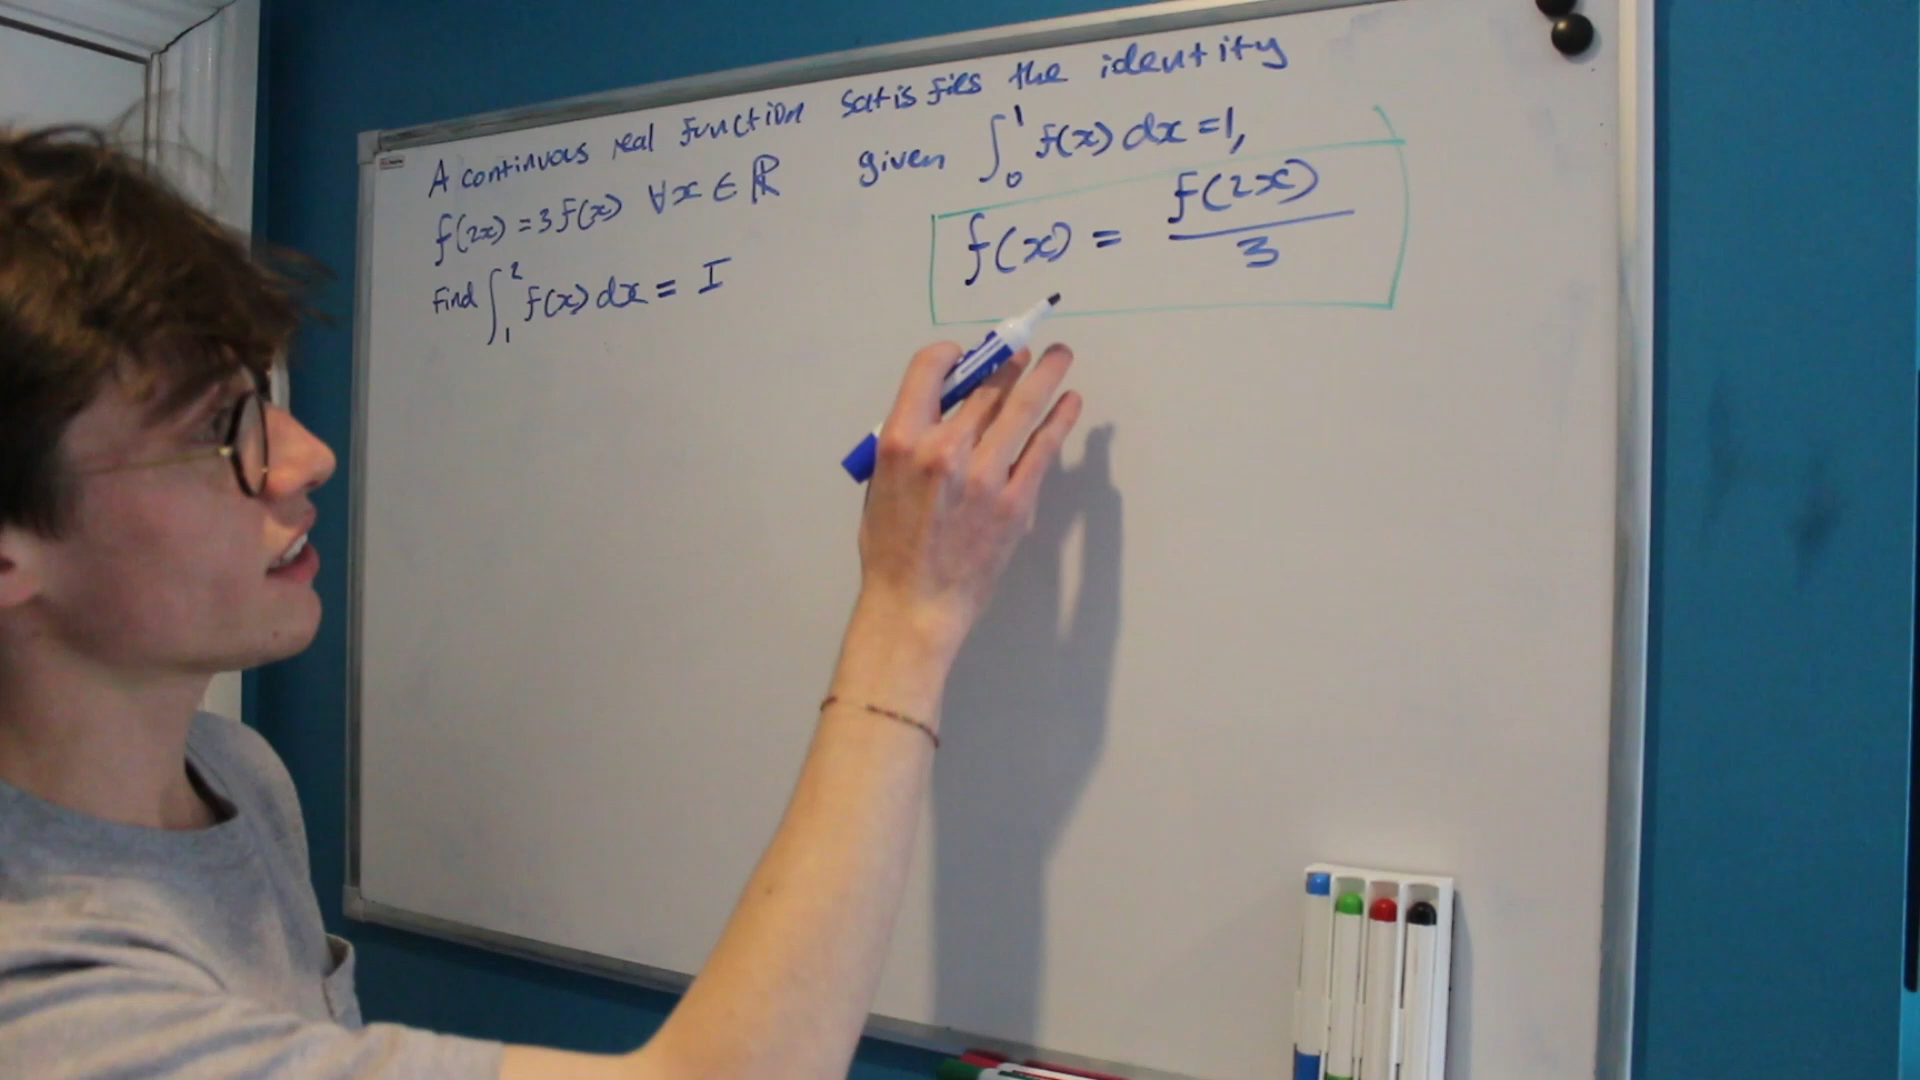 A continuous real function satisfies the identity
f(2x) = 3f(x) ∀x ∈ ℝ given ∫₀¹ f(x) dx = 1,
Find ∫₁² f(x) dx = I
f(x) = f(2x)/3